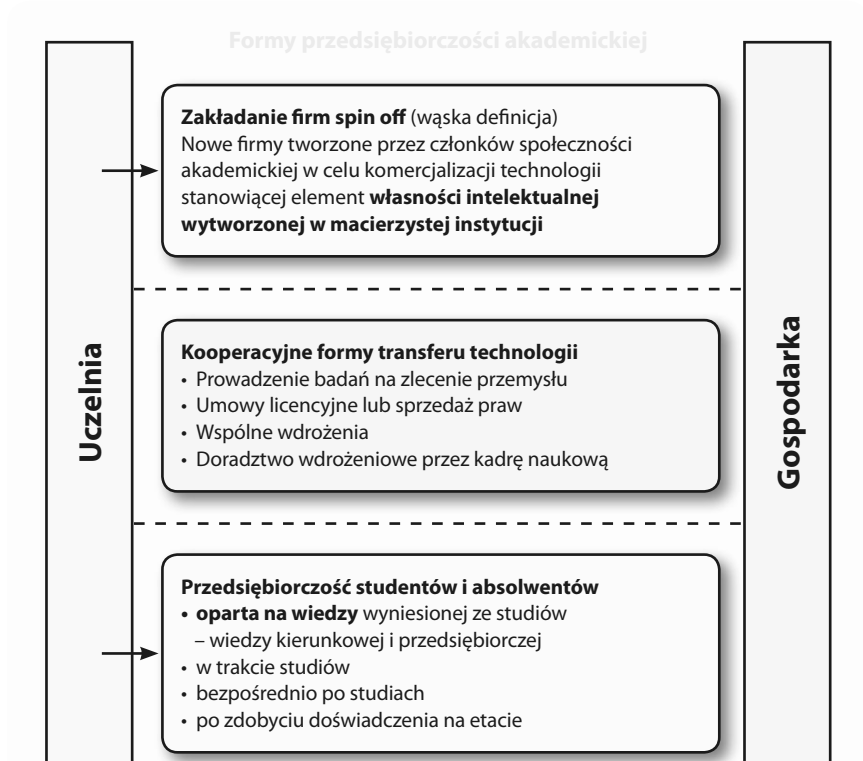 Formy przedsiębiorczości akademickiej
Uczelnia
Zakładanie firm spin off (wąska definicja)
Nowe firmy tworzone przez członków społeczności
akademickiej w celu komercjalizacji technologii
stanowiącej element własności intelektualnej
wytworzonej w macierzystej instytucji
Kooperacyjne formy transferu technologii
• Prowadzenie badań na zlecenie przemysłu
• Umowy licencyjne lub sprzedaż praw
• Wspólne wdrożenia
• Doradztwo wdrożeniowe przez kadrę naukową
Przedsiębiorczość studentów i absolwentów
• oparta na wiedzy wyniesionej ze studiów
– wiedzy kierunkowej i przedsiębiorczej
• w trakcie studiów
• bezpośrednio po studiach
• po zdobyciu doświadczenia na etacie
Gospodarka